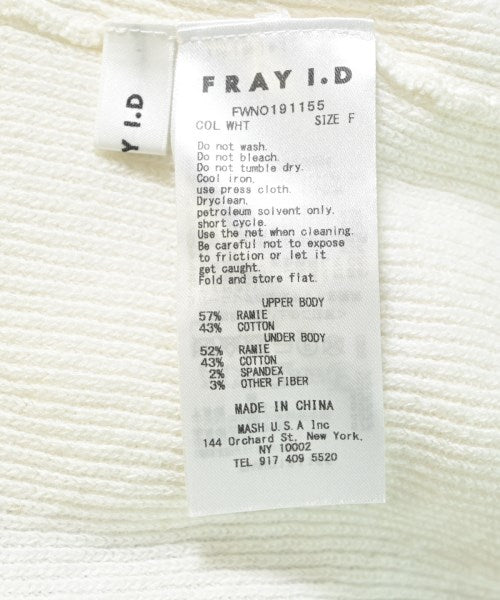 FRAY I.D
FRAY I.D
FWNO191155
COL WHT SIZE F
Do not wash.
Do not bleach.
Do not tumble dry.
Cool iron.
use press cloth.
Dryclean.
petroleum solvent only.
short cycle.
Use the net when cleaning.
Be careful not to expose
to friction or let it
get caught.
Fold and store flat.
UPPER BODY
57% RAMIE
43% COTTON
UNDER BODY
52% RAMIE
43% COTTON
2% SPANDEX
3% OTHER FIBER
MADE IN CHINA
MASH U.S.A Inc
144 Orchard St. New York.
NY 10002
TEL 917 409 5520